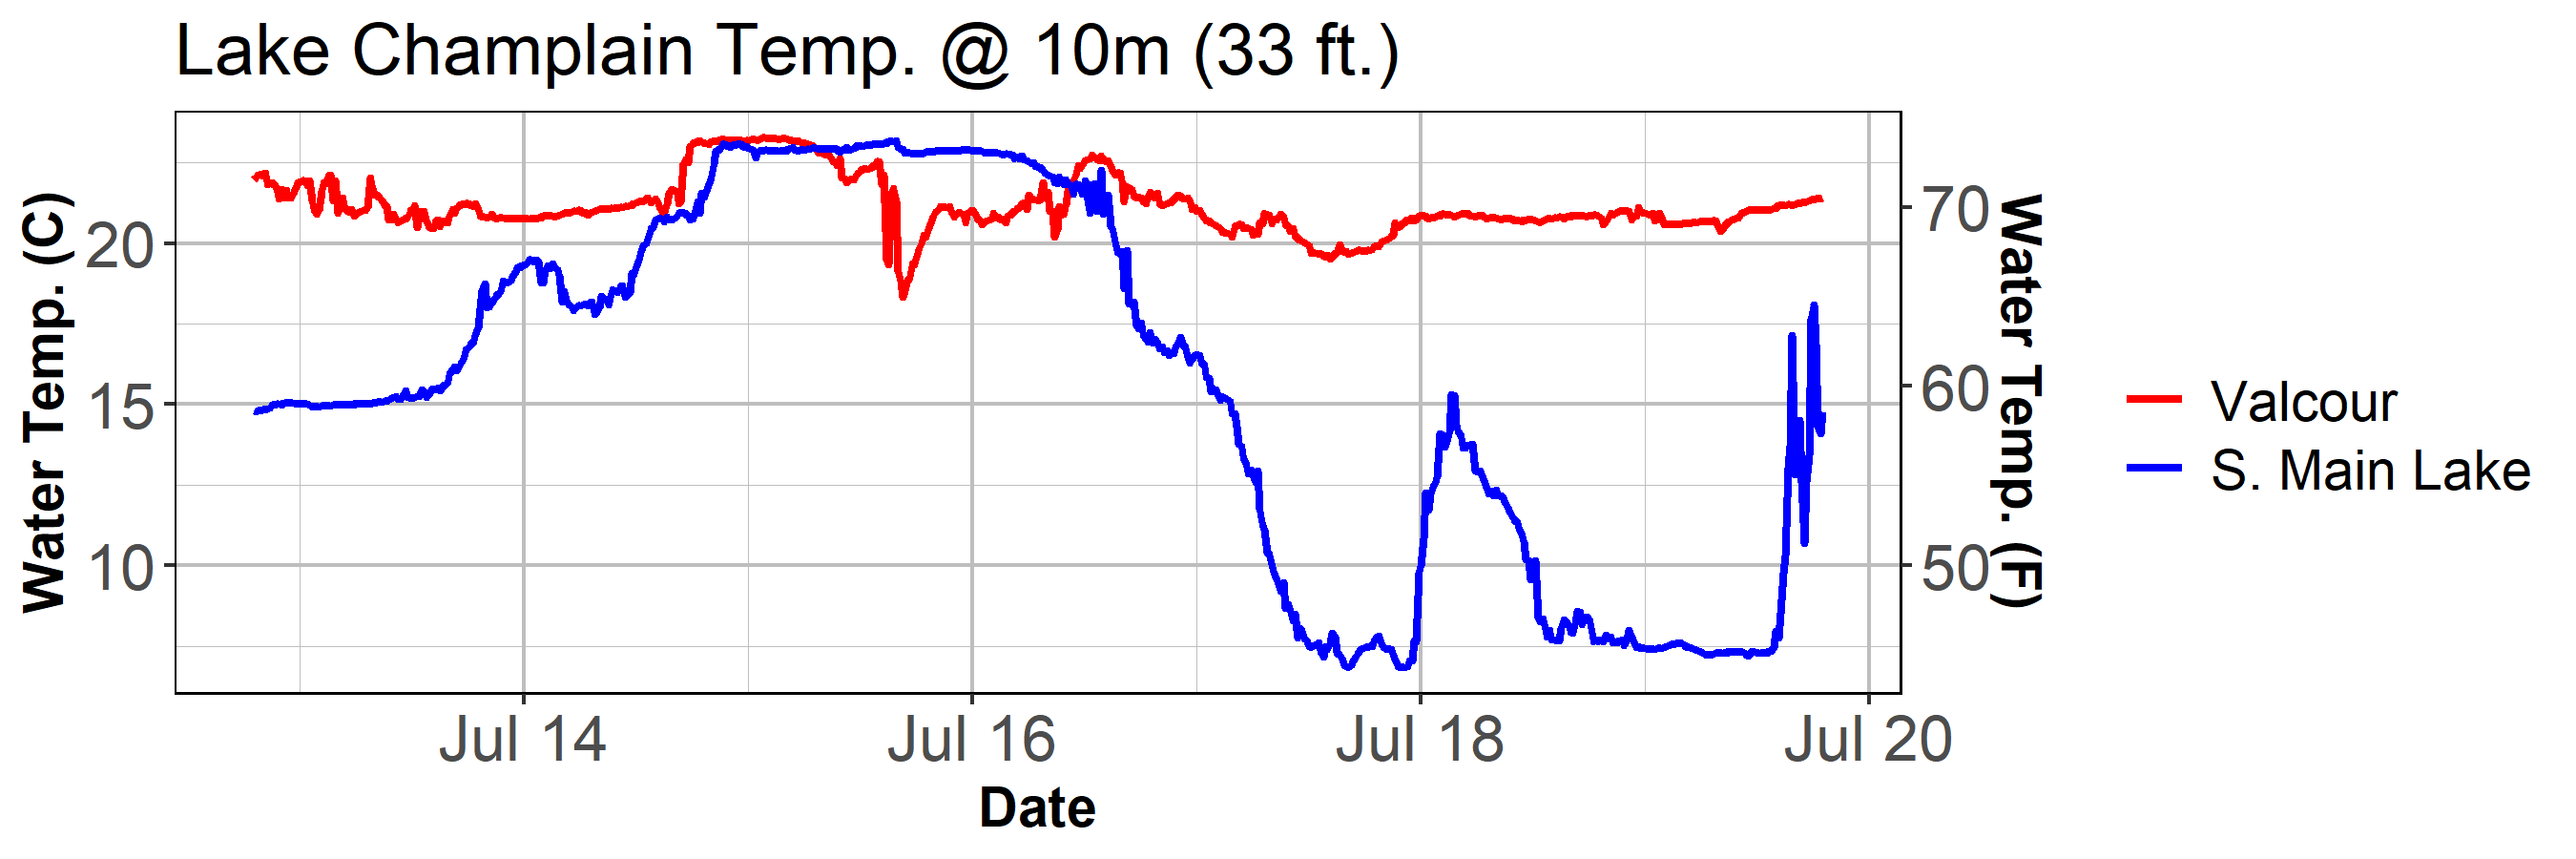 Lake Champlain Temp. @ 10m (33 ft.)
Water Temp. (C)
20
15
10
70
60
50
Water Temp. (F)
Valcour
S. Main Lake
Jul 14
Jul 16
Jul 18
Jul 20
Date